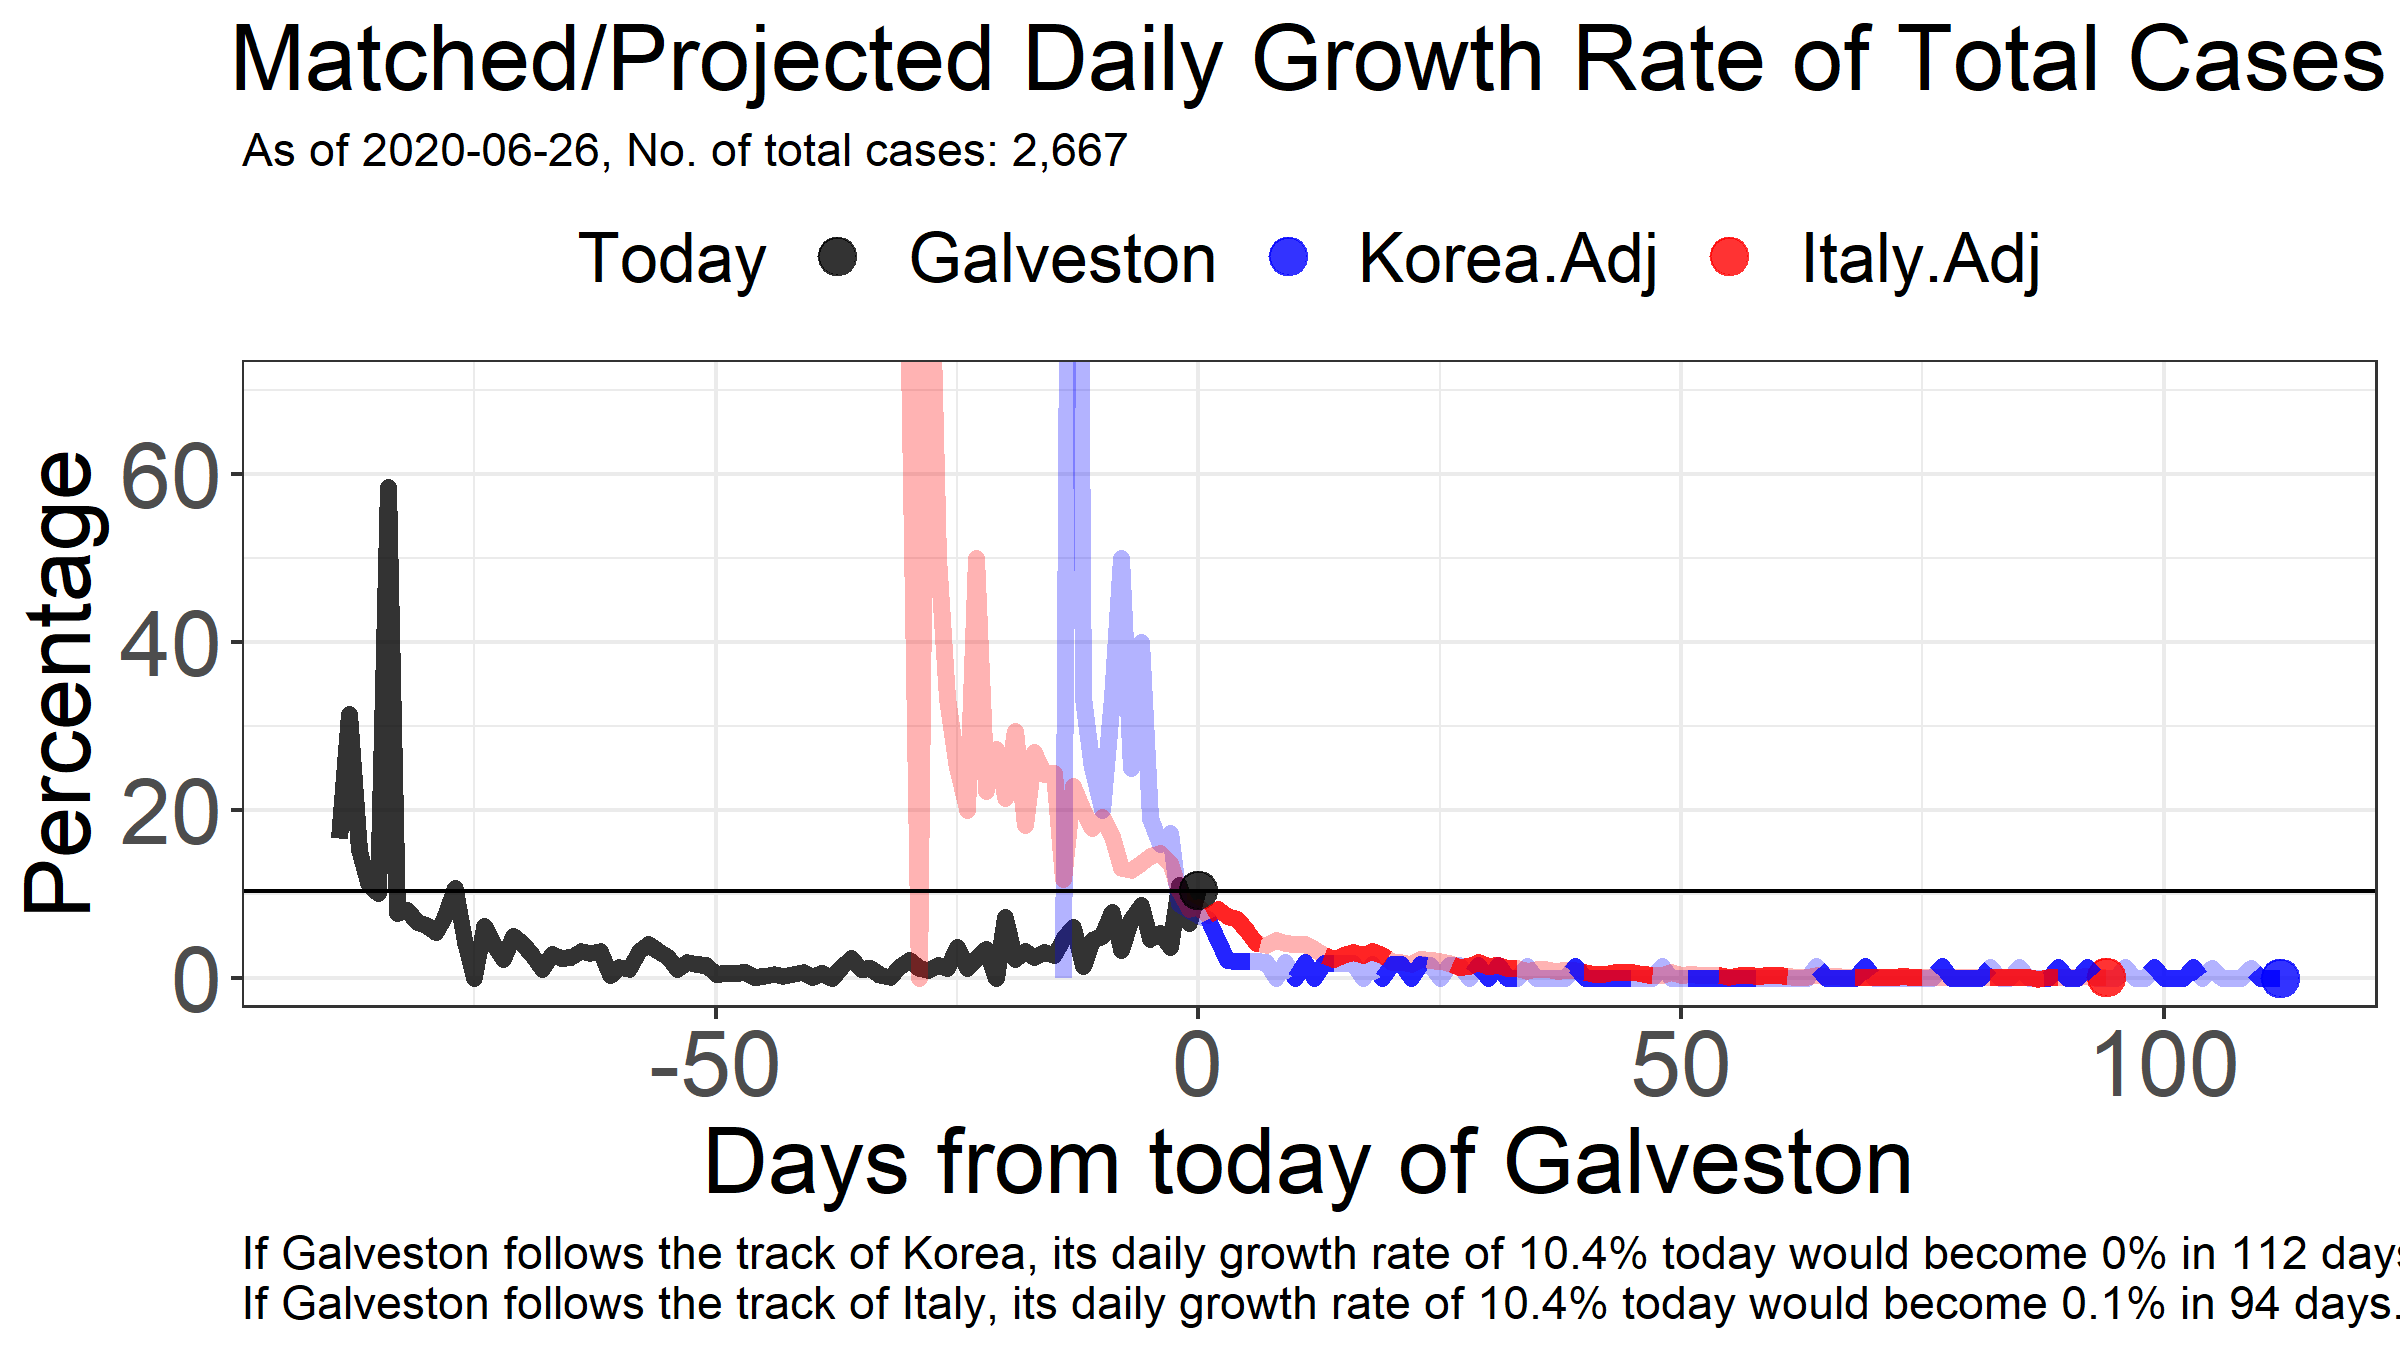 Matched/Projected Daily Growth Rate of Total Cases
As of 2020-06-26, No. of total cases: 2,667
Today Galveston Korea.Adj Italy.Adj
Percentage
60
40
20
0
-50 0 50 100
Days from today of Galveston
If Galveston follows the track of Korea, its daily growth rate of 10.4% today would become 0% in 112 days
If Galveston follows the track of Italy, its daily growth rate of 10.4% today would become 0.1% in 94 days.